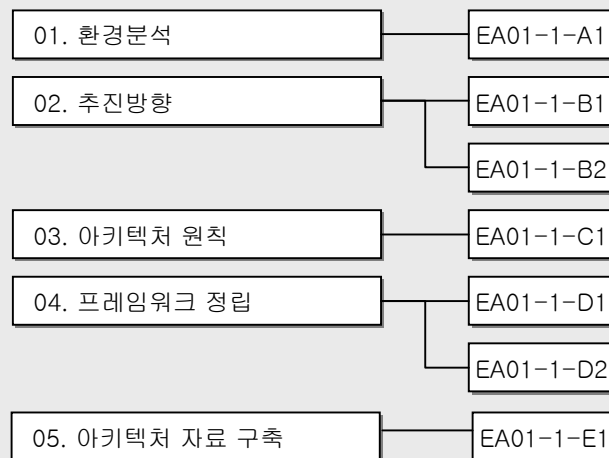 01. 환경분석
EA01-1-A1
02. 추진방향
EA01-1-B1
EA01-1-B2
03. 아키텍처 원칙
EA01-1-C1
04. 프레임워크 정립
EA01-1-D1
EA01-1-D2
05. 아키텍처 자료 구축
EA01-1-E1